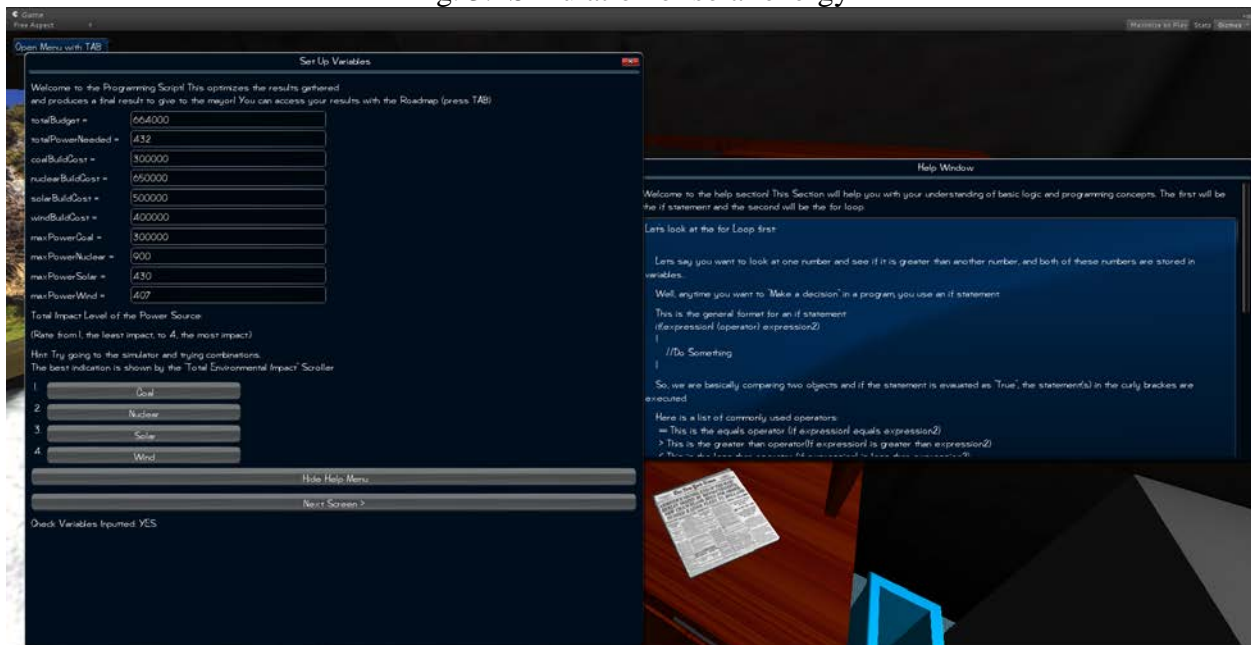 Game
Free Aspect
Maximize on Play Stats Gizmos
Open Menu with TAB
Set Up Variables
Welcome to the Programming Script! This optimizes the results gathered
and produces a final result to give to the mayor! You can access your results with the Roadmap (press TAB)
totalBudget = 664000
totalPowerNeeded = 432
coalBuildCost = 300000
nuclearBuildCost = 650000
solarBuildCost = 500000
windBuildCost = 400000
maxPowerCoal = 300000
maxPowerNuclear = 900
maxPowerSolar = 430
maxPowerWind = 407
Total Impact Level of the Power Source:
(Rate from 1, the least impact, to 4, the most impact)
Hint: Try going to the simulator and trying combinations.
The best indication is shown by the "Total Environmental Impact" Scroller
1. Coal
2. Nuclear
3. Solar
4. Wind
Hide Help Menu
Next Screen >
Check Variables Inputted: YES
Help Window
Welcome to the help section! This Section will help you with your understanding of basic logic and programming concepts. The first will be
the if statement and the second will be the for loop.
Let's look at the for Loop first:
Lets say you want to look at one number and see if it is greater than another number, and both of these numbers are stored in
variables.
Well, anytime you want to "Make a decision" in a program, you use an if statement
This is the general format for an if statement:
if(expression1 (operator) expression2)
{
//Do Something
}
So, we are basically comparing two objects and if the statement is evauated as "True", the statement(s) in the curly brackes are
executed
Here is a list of commonly used operators:
== This is the equals operator (if expression1 equals expression2)
> This is the greater than operator(If expression1 is greater than expression2)